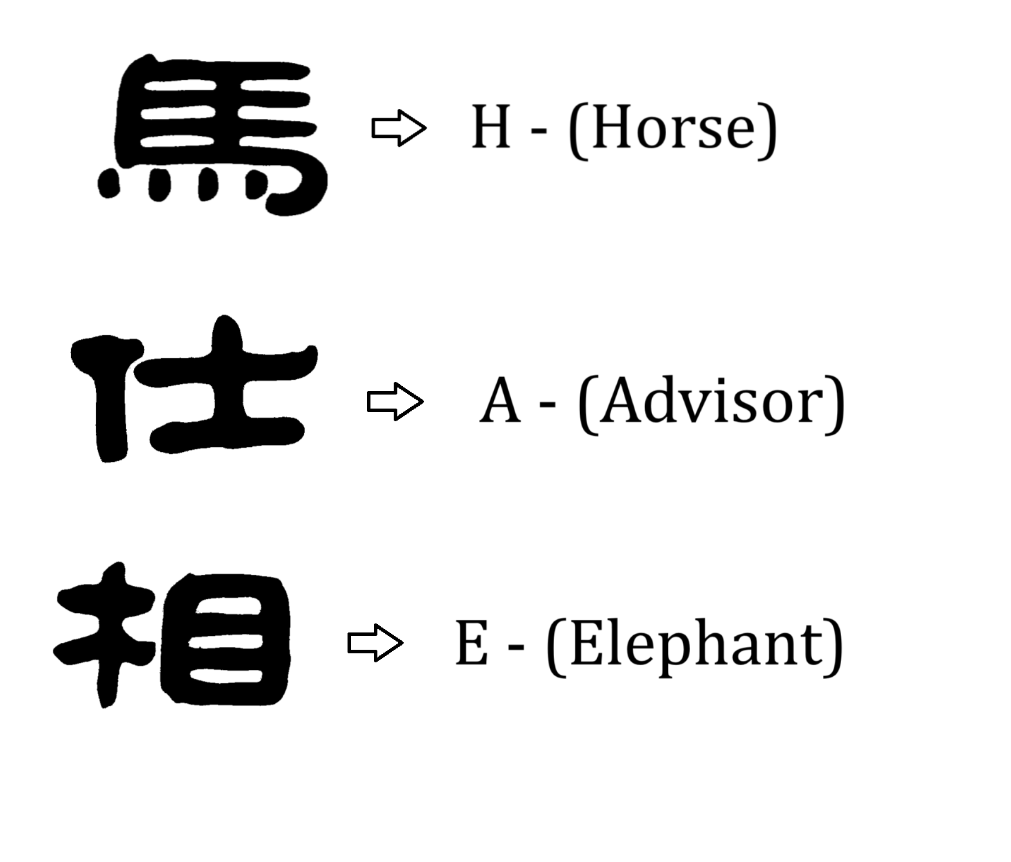 馬 ⇨ H - (Horse)
仕 ⇨ A - (Advisor)
相 ⇨ E - (Elephant)